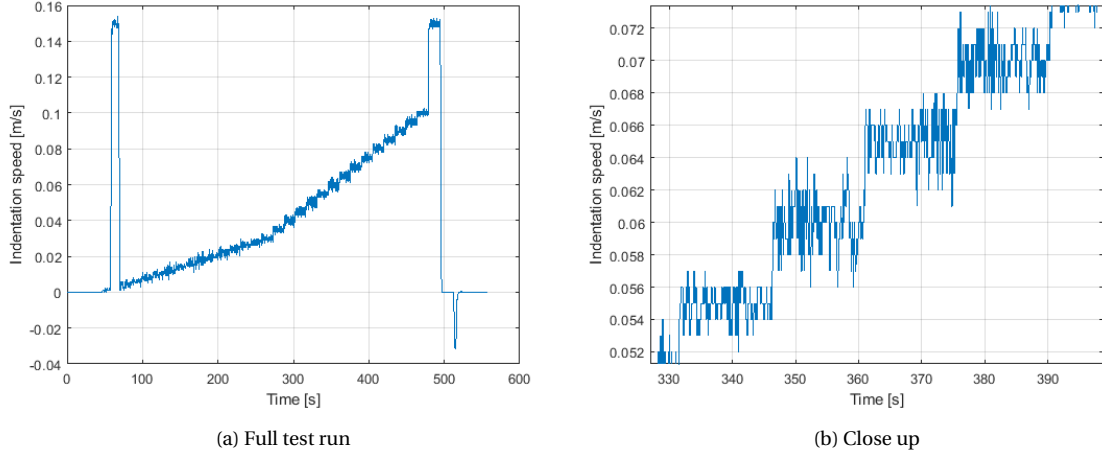 0.16
0.14
0.12
0.1
0.08
0.06
0.04
0.02
0
-0.02
-0.04
Indentation speed [m/s]
0 100 200 300 400 500 600
Time [s]
(a) Full test run
0.072
0.07
0.068
0.066
0.064
0.062
0.06
0.058
0.056
0.054
0.052
Indentation speed [m/s]
330 340 350 360 370 380 390
Time [s]
(b) Close up